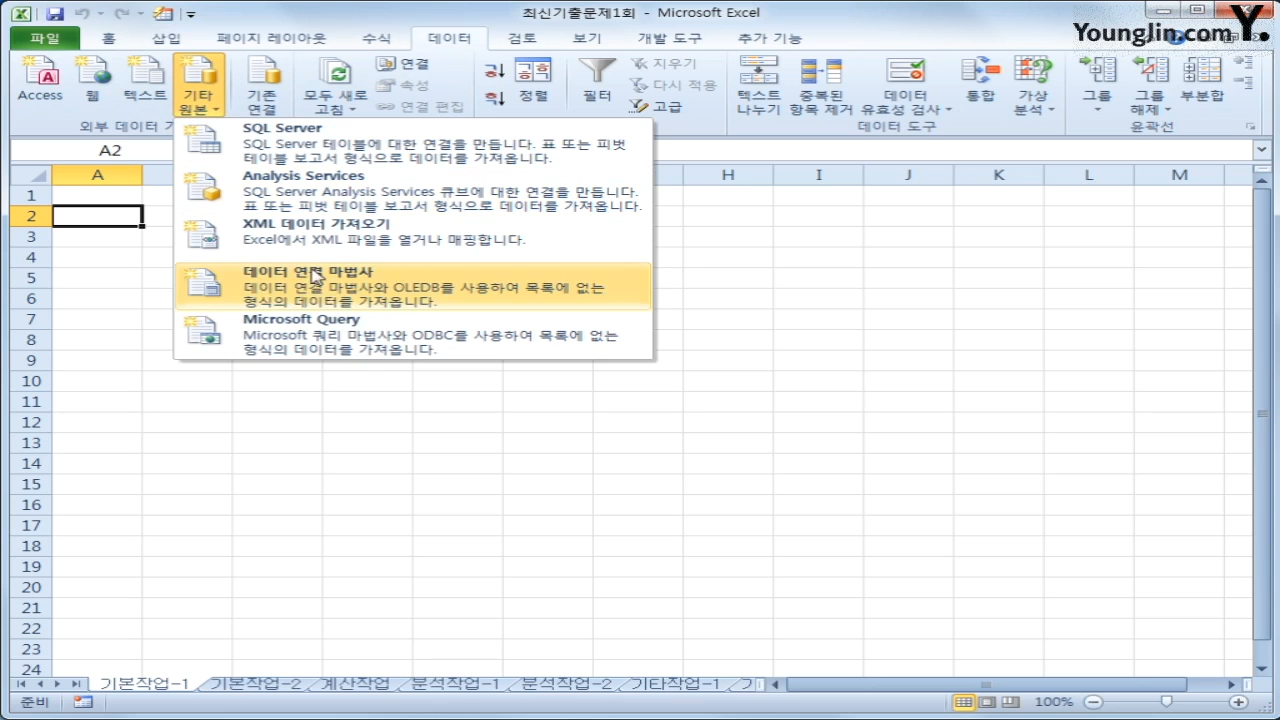 최신기출문제1회 - Microsoft Excel
Younglin.com Y.
파일 홈 삽입 페이지 레이아웃 수식 데이터 검토 보기 개발 도구 추가 기능
Access 웹 텍스트 기타 원본 기존 연결 모두 새로 고침 연결 속성 연결 편집 정렬 필터 지우기 다시 적용 고급 텍스트 나누기 중복된 항목 제거 데이터 유효성 검사 통합 가상 분석 그룹 그룹 해제 부분합
외부 데이터 가 데이터 도구 윤곽선
A2
SQL Server
SQL Server 테이블에 대한 연결을 만듭니다. 표 또는 피벗
테이블 보고서 형식으로 데이터를 가져옵니다.
Analysis Services
SQL Server Analysis Services 큐브에 대한 연결을 만듭니다.
표 또는 피벗 테이블 보고서 형식으로 데이터를 가져옵니다.
XML 데이터 가져오기
Excel에서 XML 파일을 열거나 매핑합니다.
데이터 연결 마법사
데이터 연결 마법사와 OLEDB를 사용하여 목록에 없는
형식의 데이터를 가져옵니다.
Microsoft Query
Microsoft 쿼리 마법사와 ODBC를 사용하여 목록에 없는
형식의 데이터를 가져옵니다.
A H I J K L M
1
2
3
4
5
6
7
8
9
10
11
12
13
14
15
16
17
18
19
20
21
22
23
24
기본작업-1 기본작업-2 계산작업 분석작업-1 분석작업-2 기타작업-1
준비 100%